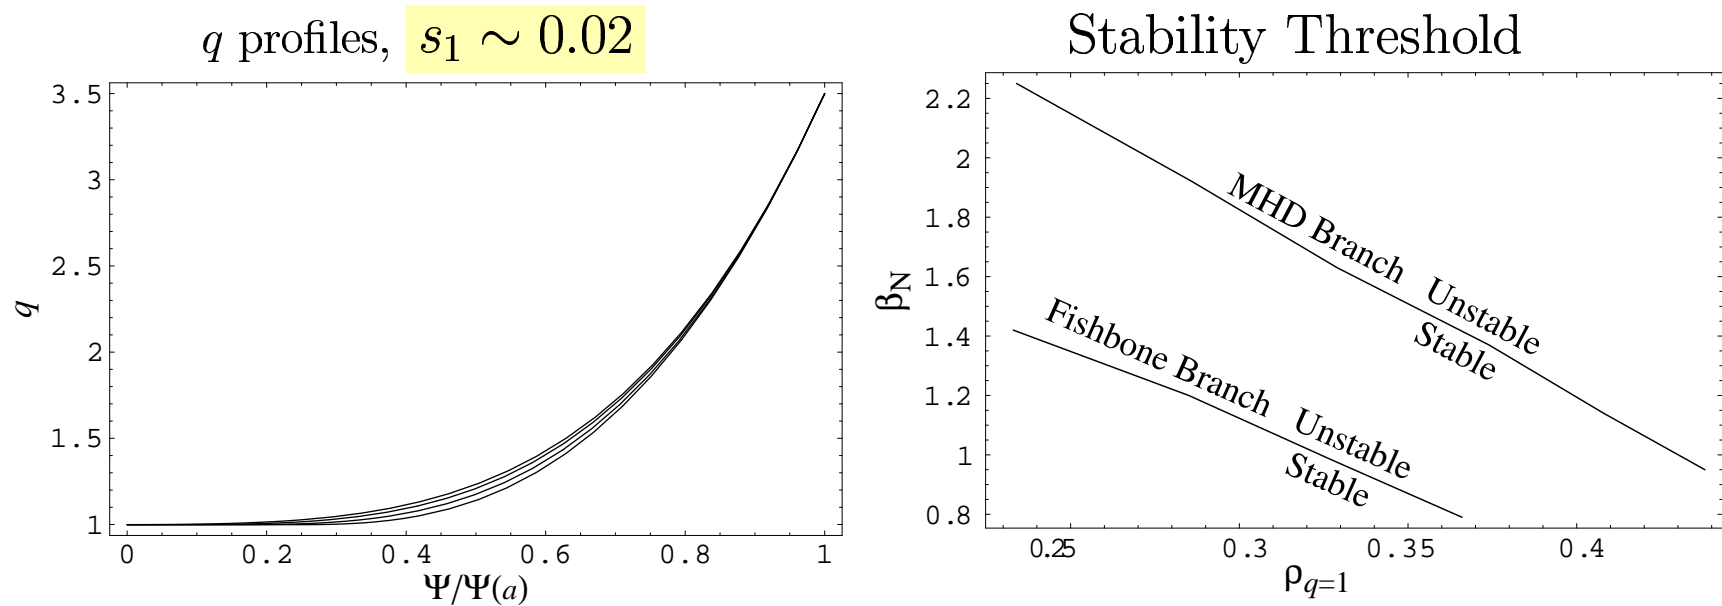 q profiles, s₁ ∼ 0.02
3.5
3
2.5
2
1.5
1
q
0 0.2 0.4 0.6 0.8 1
Ψ/Ψ(a)
Stability Threshold
2.2
2
1.8
1.6
1.4
1.2
1
0.8
βN
MHD Branch Unstable
Stable
Fishbone Branch Unstable
Stable
0.25 0.3 0.35 0.4
ρq=1